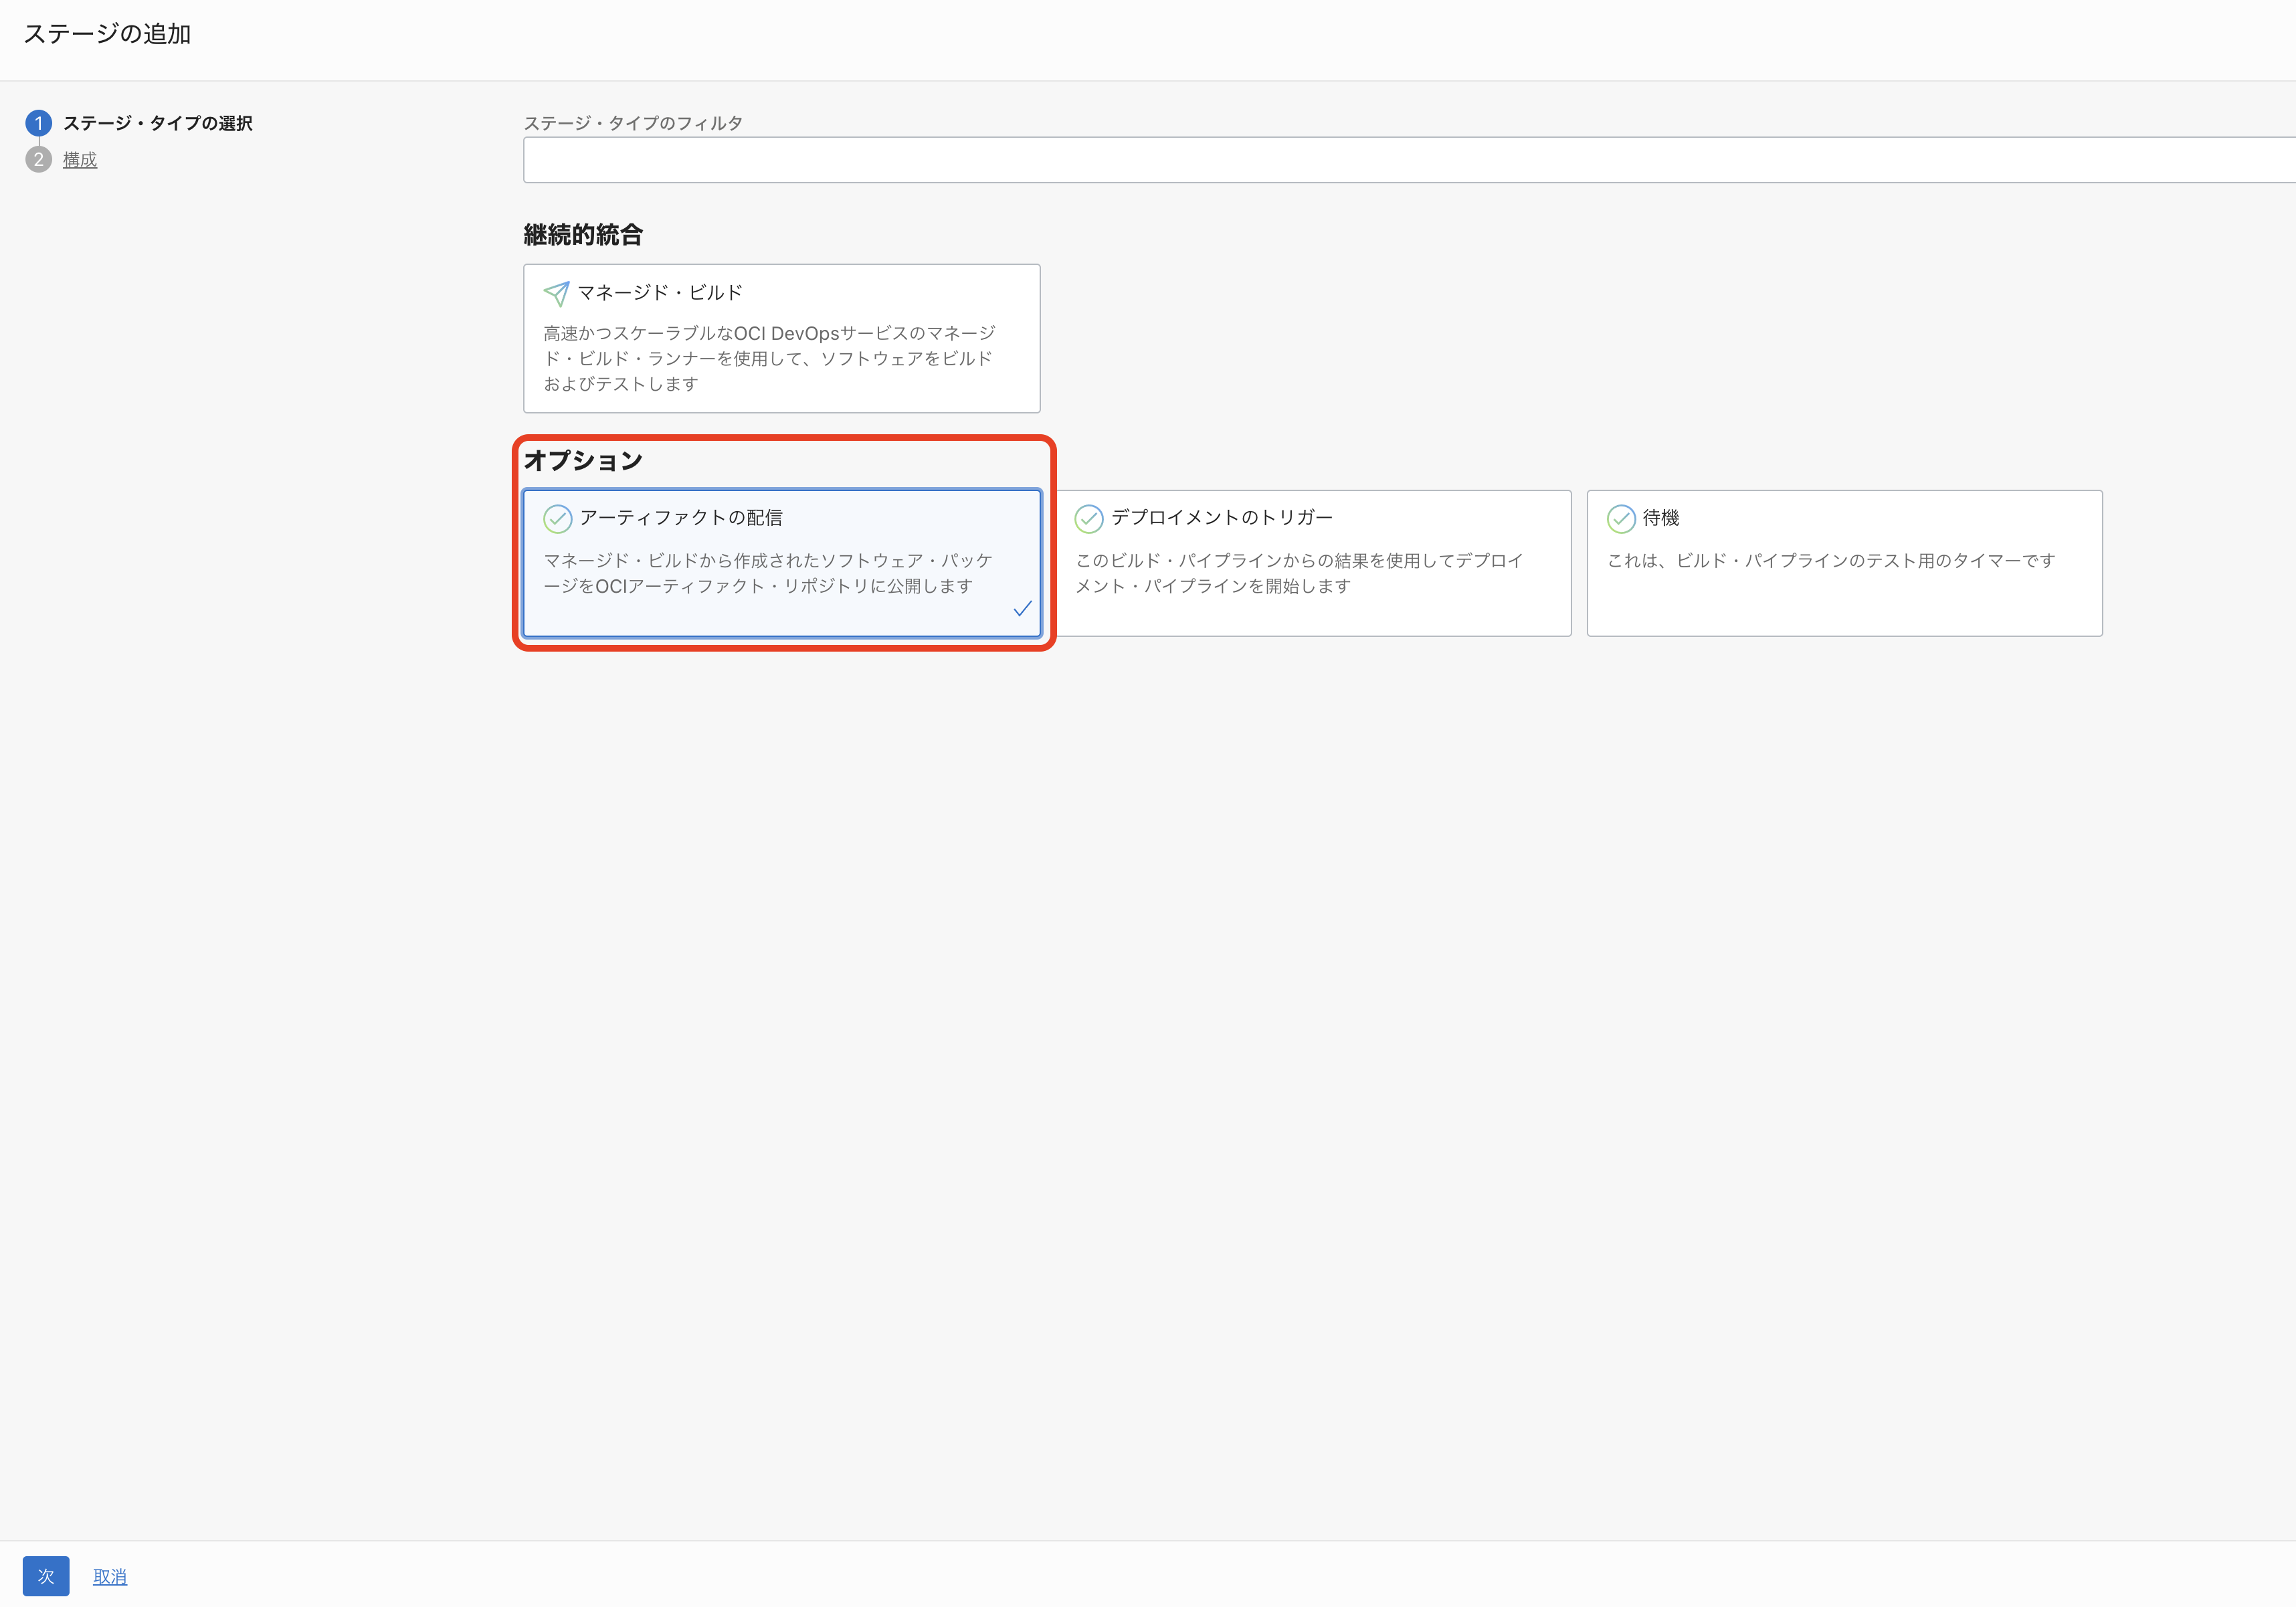 ステージの追加
1 ステージ・タイプの選択
2 構成
ステージ・タイプのフィルタ
継続的統合
マネージド・ビルド
高速かつスケーラブルなOCI DevOpsサービスのマネージ
ド・ビルド・ランナーを使用して、ソフトウェアをビルド
およびテストします
オプション
アーティファクトの配信
マネージド・ビルドから作成されたソフトウェア・パッケ
ージをOCIアーティファクト・リポジトリに公開します
デプロイメントのトリガー
このビルド・パイプラインからの結果を使用してデプロイ
メント・パイプラインを開始します
待機
これは、ビルド・パイプラインのテスト用のタイマーです
次 取消